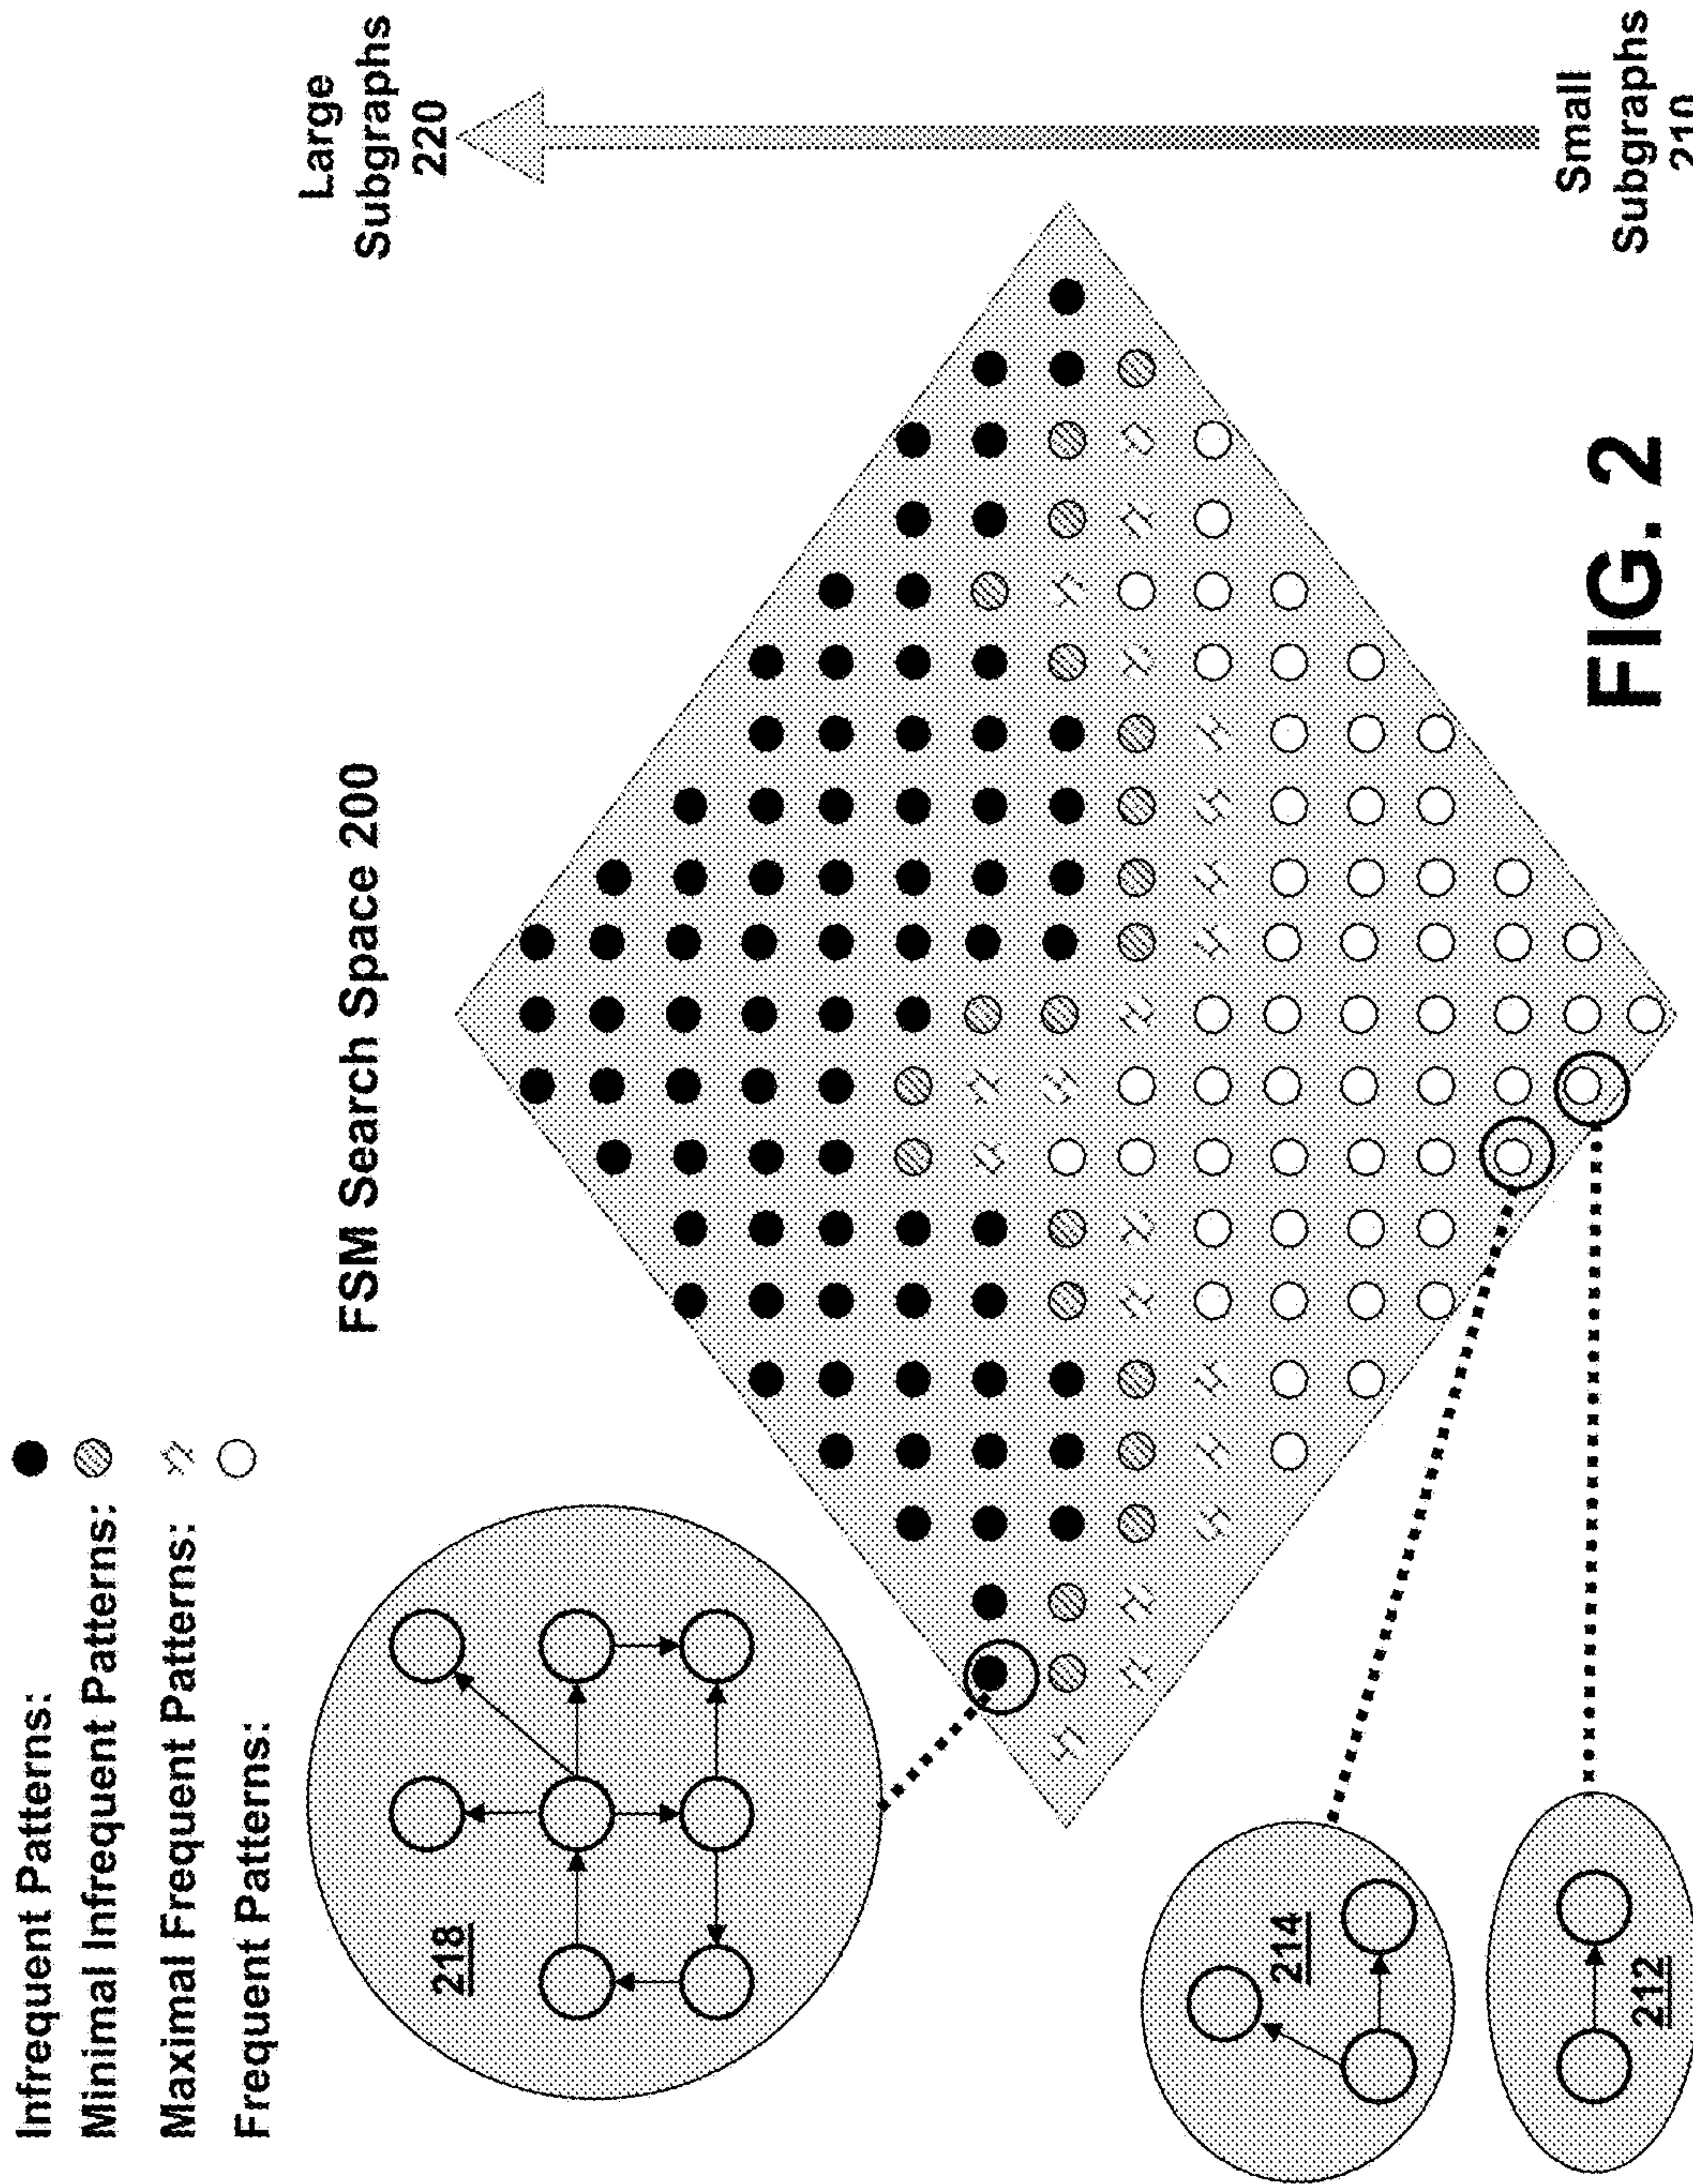 Infrequent Patterns:
Minimal Infrequent Patterns:
Maximal Frequent Patterns:
Frequent Patterns:
FSM Search Space 200
Large
Subgraphs
220
218
214
212
Small
Subgraphs
210
FIG. 2